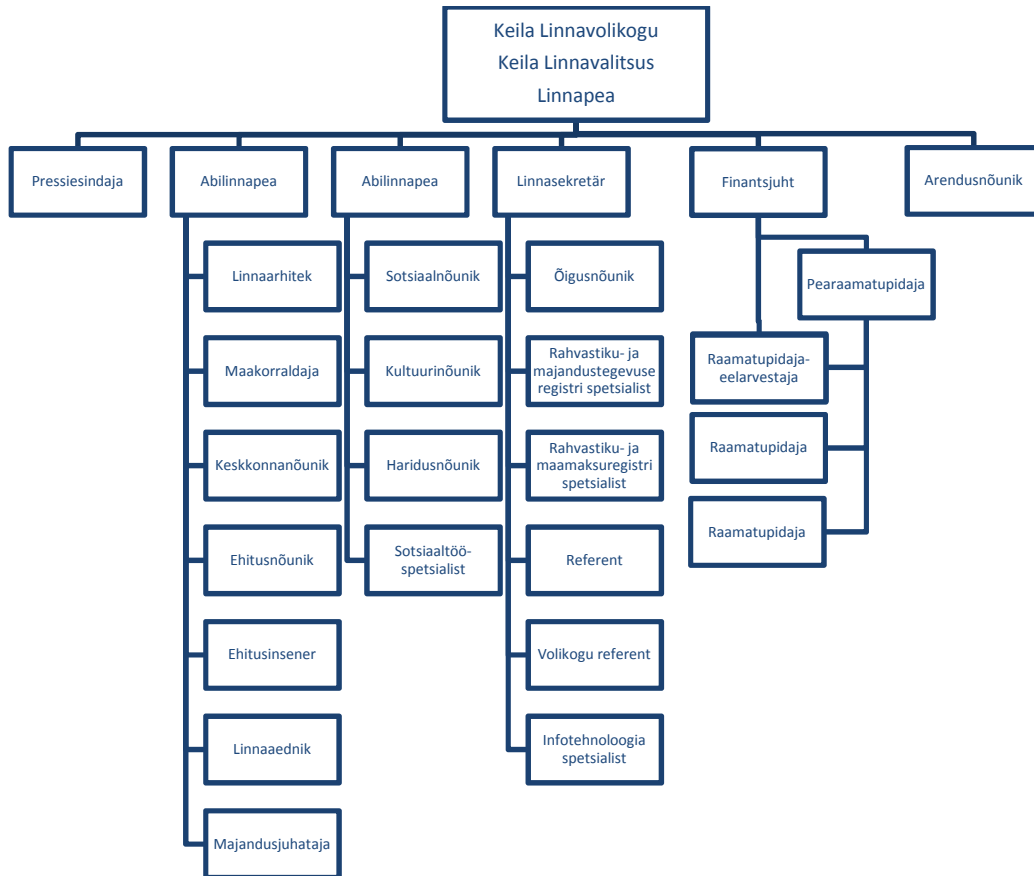 Keila Linnavolikogu
Keila Linnavalitsus
Linnapea
Pressiesindaja
Abilinnapea
Abilinnapea
Linnasekretär
Finantsjuht
Arendusnõunik
Linnaarhitek
Maakorraldaja
Keskkonnanõunik
Ehitusnõunik
Ehitusinsener
Linnaaednik
Majandusjuhataja
Sotsiaalnõunik
Kultuurinõunik
Haridusnõunik
Sotsiaaltöö-
spetsialist
Õigusnõunik
Rahvastiku- ja
majandustegevuse
registri spetsialist
Rahvastiku- ja
maamaksuregistri
spetsialist
Referent
Volikogu referent
Infotehnoloogia
spetsialist
Pearaamatupidaja
Raamatupidaja-
eelarvestaja
Raamatupidaja
Raamatupidaja